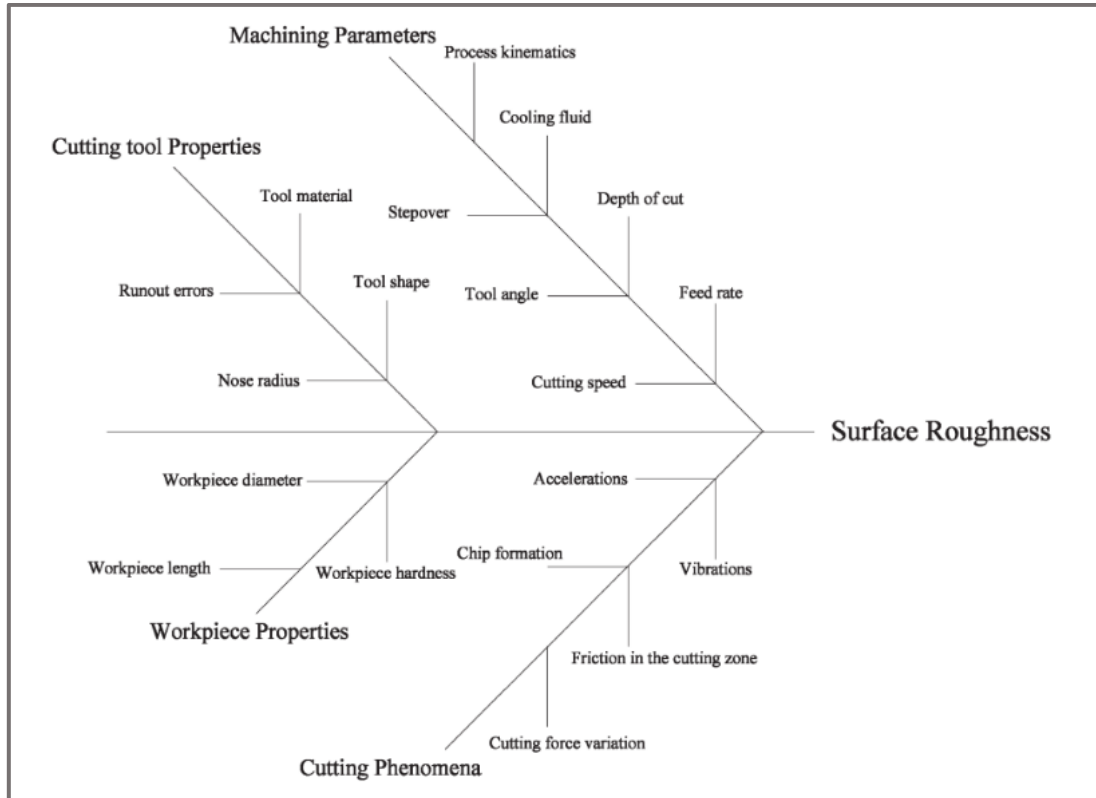 Machining Parameters
Process kinematics
Cooling fluid
Cutting tool Properties
Tool material
Stepover
Depth of cut
Runout errors
Tool shape
Tool angle
Feed rate
Nose radius
Cutting speed
Surface Roughness
Workpiece diameter
Accelerations
Chip formation
Workpiece length
Workpiece hardness
Vibrations
Workpiece Properties
Friction in the cutting zone
Cutting force variation
Cutting Phenomena